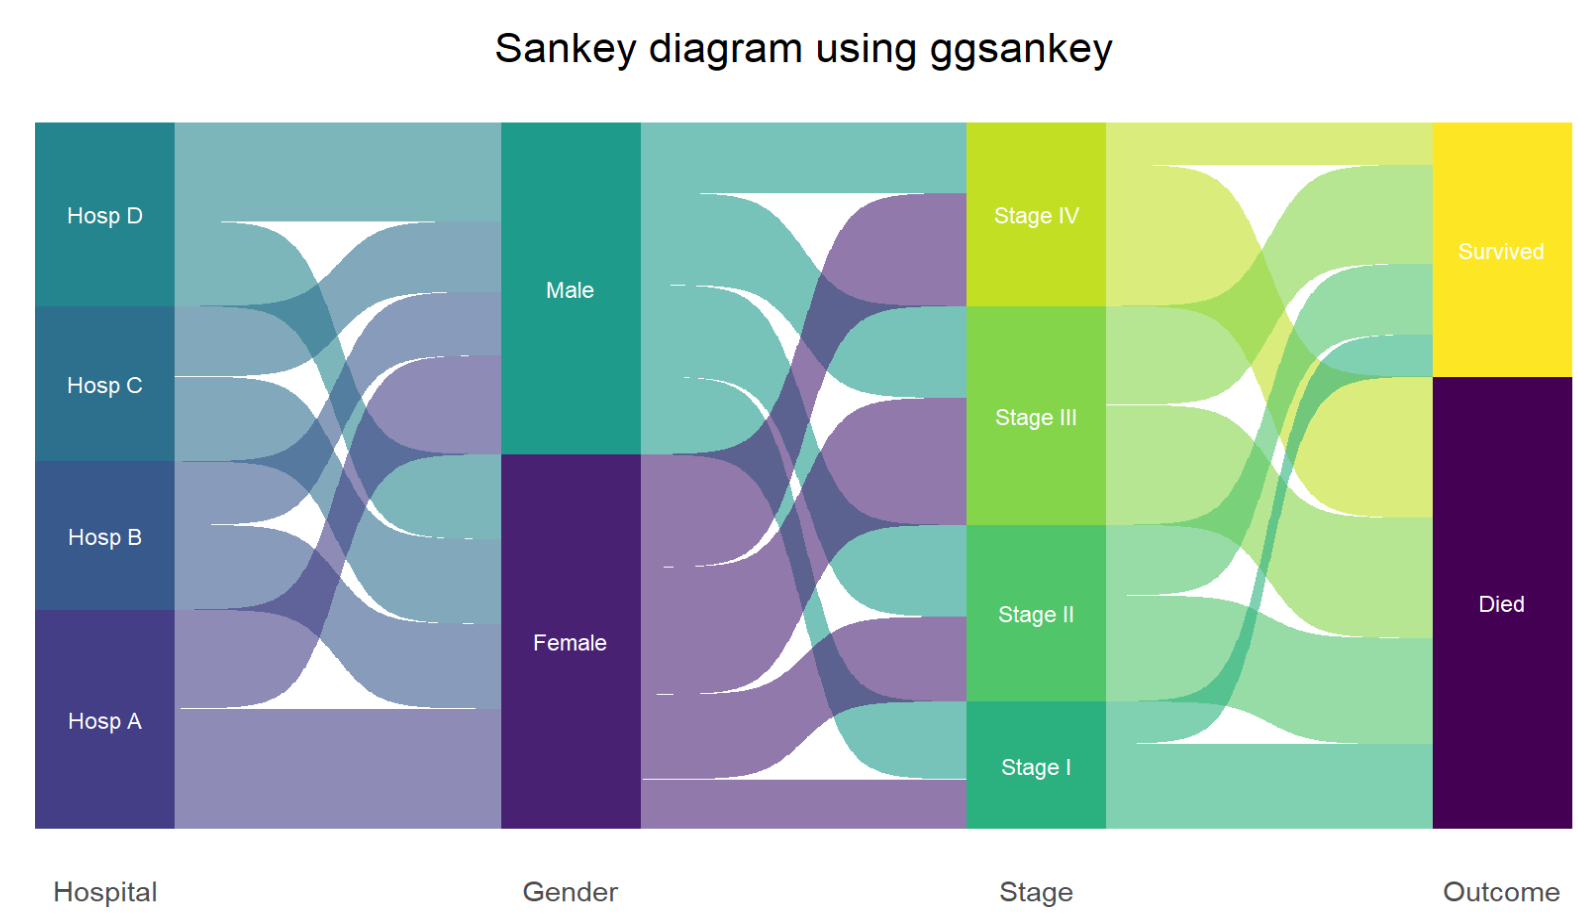 Sankey diagram using ggsankey
Hosp D
Hosp C
Hosp B
Hosp A
Male
Female
Stage IV
Stage III
Stage II
Stage I
Survived
Died
Hospital
Gender
Stage
Outcome